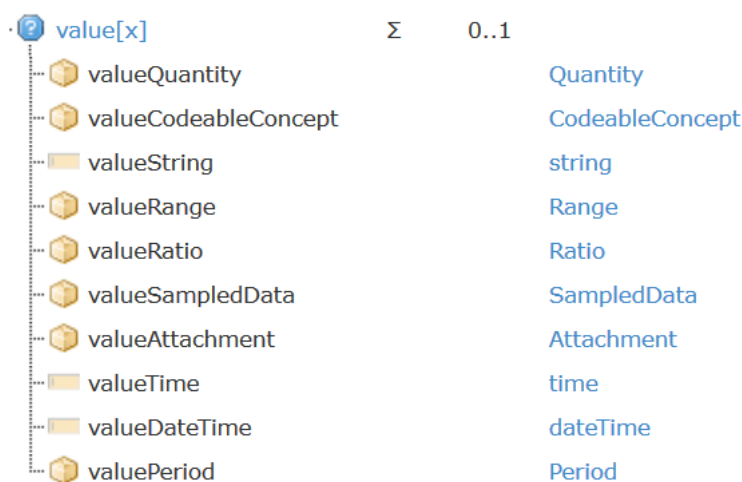 value[x] Σ 0..1
valueQuantity Quantity
valueCodeableConcept CodeableConcept
valueString string
valueRange Range
valueRatio Ratio
valueSampledData SampledData
valueAttachment Attachment
valueTime time
valueDateTime dateTime
valuePeriod Period